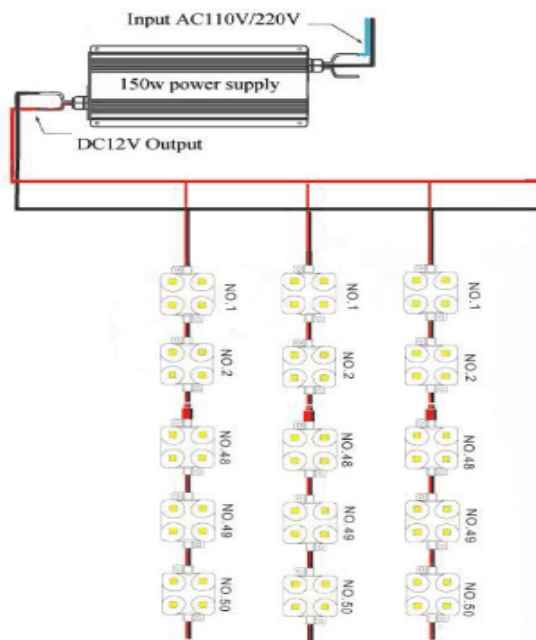 Input AC110V/220V
150w power supply
DC12V Output
NO.1
NO.1
NO.1
NO.2
NO.2
NO.2
NO.48
NO.48
NO.48
NO.49
NO.49
NO.49
NO.50
NO.50
NO.50